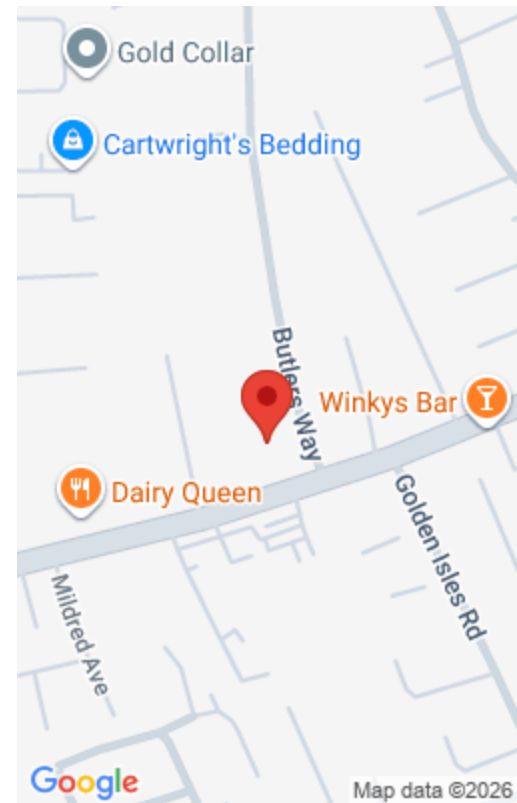 Gold Collar
Cartwright's Bedding
Butlers Way
Winkys Bar
Dairy Queen
Golden Isles Rd
Mildred Ave
Google
Map data ©2026